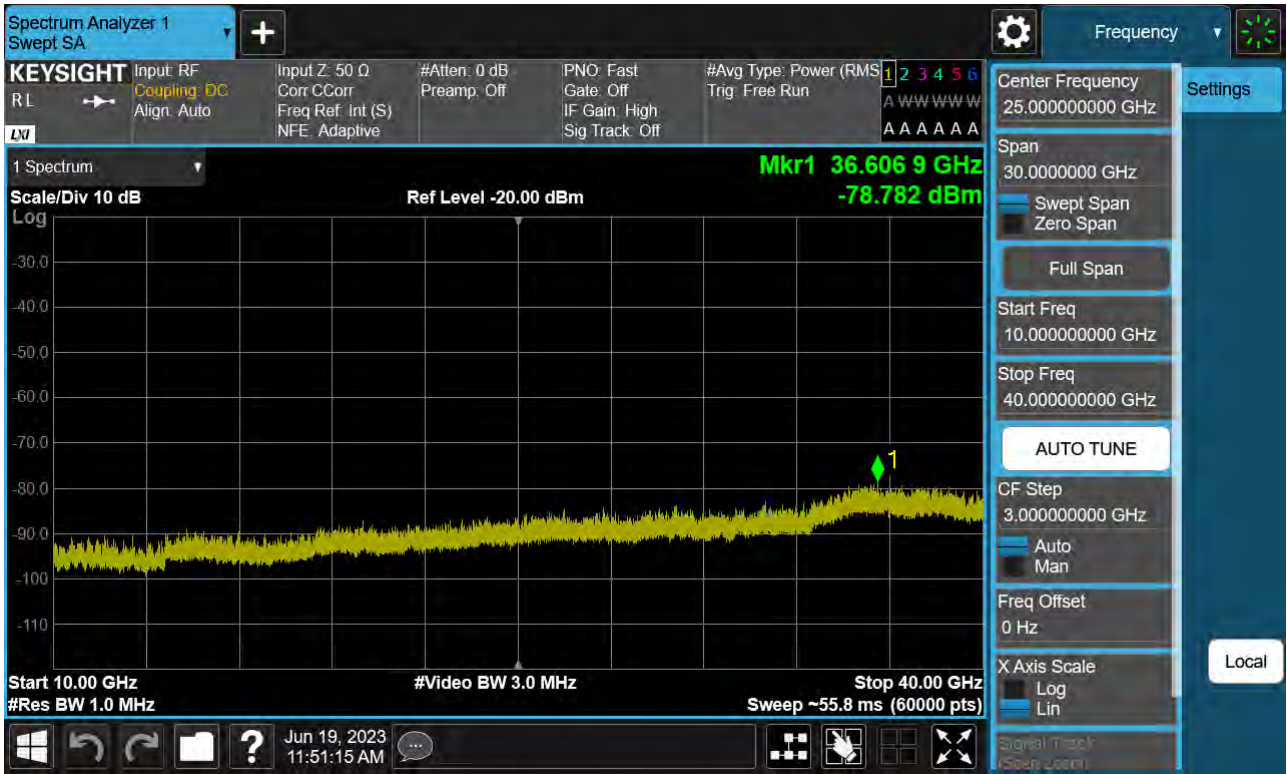 Spectrum Analyzer 1
Swept SA
+
Frequency
KEYSIGHT
RL
LXI
Input: RF
Coupling: DC
Align: Auto
Input Z: 50 Ω
Corr CCorr
Freq Ref: Int (S)
NFE: Adaptive
#Atten: 0 dB
Preamp: Off
PNO: Fast
Gate: Off
IF Gain: High
Sig Track: Off
#Avg Type: Power (RMS
Trig: Free Run
1 2 3 4 5 6
A W W W W W
A A A A A A
1 Spectrum
Scale/Div 10 dB
Log
Ref Level -20.00 dBm
Mkr1 36.606 9 GHz
-78.782 dBm
-30.0
-40.0
-50.0
-60.0
-70.0
-80.0
-90.0
-100
-110
1
Start 10.00 GHz
#Res BW 1.0 MHz
#Video BW 3.0 MHz
Stop 40.00 GHz
Sweep ~55.8 ms (60000 pts)
Center Frequency
25.000000000 GHz
Span
30.0000000 GHz
Swept Span
Zero Span
Full Span
Start Freq
10.000000000 GHz
Stop Freq
40.000000000 GHz
AUTO TUNE
CF Step
3.000000000 GHz
Auto
Man
Freq Offset
0 Hz
X Axis Scale
Log
Lin
Signal Track
(Span Zoom)
Settings
Local
?
Jun 19, 2023
11:51:15 AM